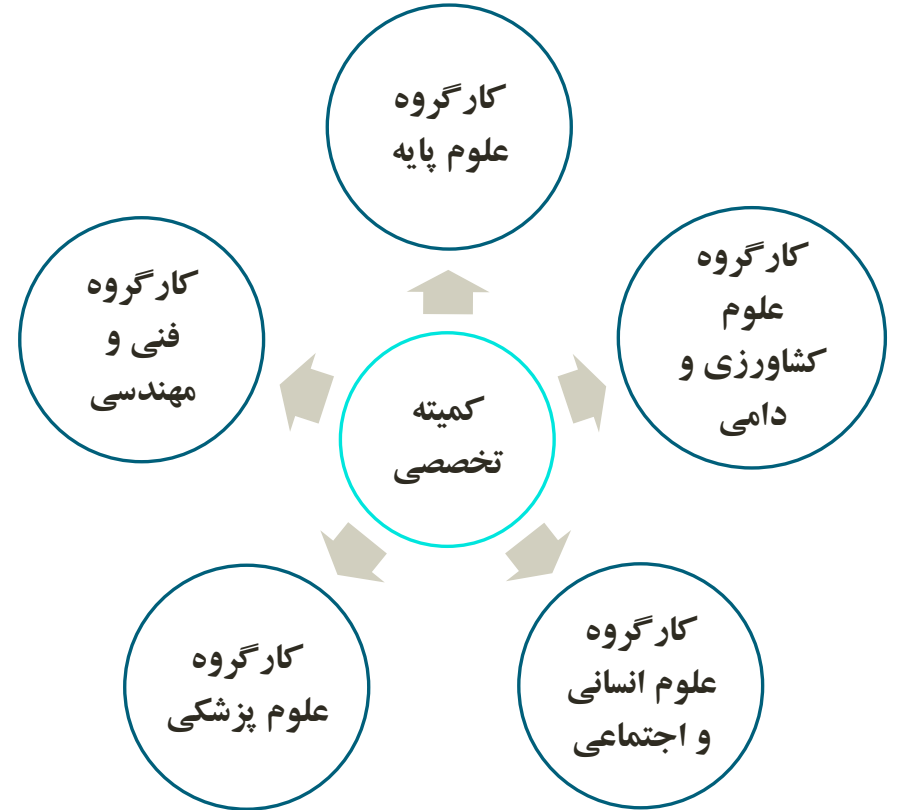 کارگروه
علوم پایه
کارگروه
علوم
کشاورزی و
دامی
کارگروه
فنی و
مهندسی
کمیته
تخصصی
کارگروه
علوم انسانی
و اجتماعی
کارگروه
علوم پزشکی